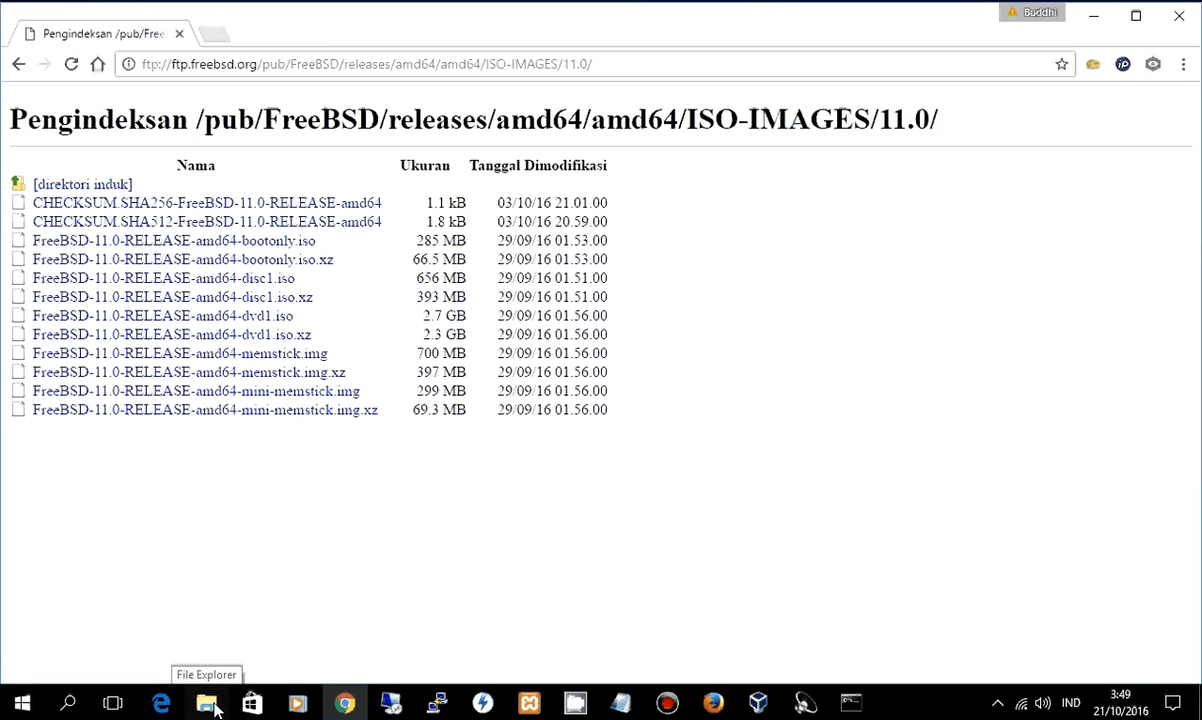 Buddhi
Pengindeksan /pub/Free
ftp://ftp.freebsd.org/pub/FreeBSD/releases/amd64/amd64/ISO-IMAGES/11.0/
Pengindeksan /pub/FreeBSD/releases/amd64/amd64/ISO-IMAGES/11.0/
Nama Ukuran Tanggal Dimodifikasi
[direktori induk]
CHECKSUM.SHA256-FreeBSD-11.0-RELEASE-amd64 1.1 kB 03/10/16 21.01.00
CHECKSUM.SHA512-FreeBSD-11.0-RELEASE-amd64 1.8 kB 03/10/16 20.59.00
FreeBSD-11.0-RELEASE-amd64-bootonly.iso 285 MB 29/09/16 01.53.00
FreeBSD-11.0-RELEASE-amd64-bootonly.iso.xz 66.5 MB 29/09/16 01.53.00
FreeBSD-11.0-RELEASE-amd64-disc1.iso 656 MB 29/09/16 01.51.00
FreeBSD-11.0-RELEASE-amd64-disc1.iso.xz 393 MB 29/09/16 01.51.00
FreeBSD-11.0-RELEASE-amd64-dvd1.iso 2.7 GB 29/09/16 01.56.00
FreeBSD-11.0-RELEASE-amd64-dvd1.iso.xz 2.3 GB 29/09/16 01.56.00
FreeBSD-11.0-RELEASE-amd64-memstick.img 700 MB 29/09/16 01.56.00
FreeBSD-11.0-RELEASE-amd64-memstick.img.xz 397 MB 29/09/16 01.56.00
FreeBSD-11.0-RELEASE-amd64-mini-memstick.img 299 MB 29/09/16 01.56.00
FreeBSD-11.0-RELEASE-amd64-mini-memstick.img.xz 69.3 MB 29/09/16 01.56.00
File Explorer
IND
3:49
21/10/2016